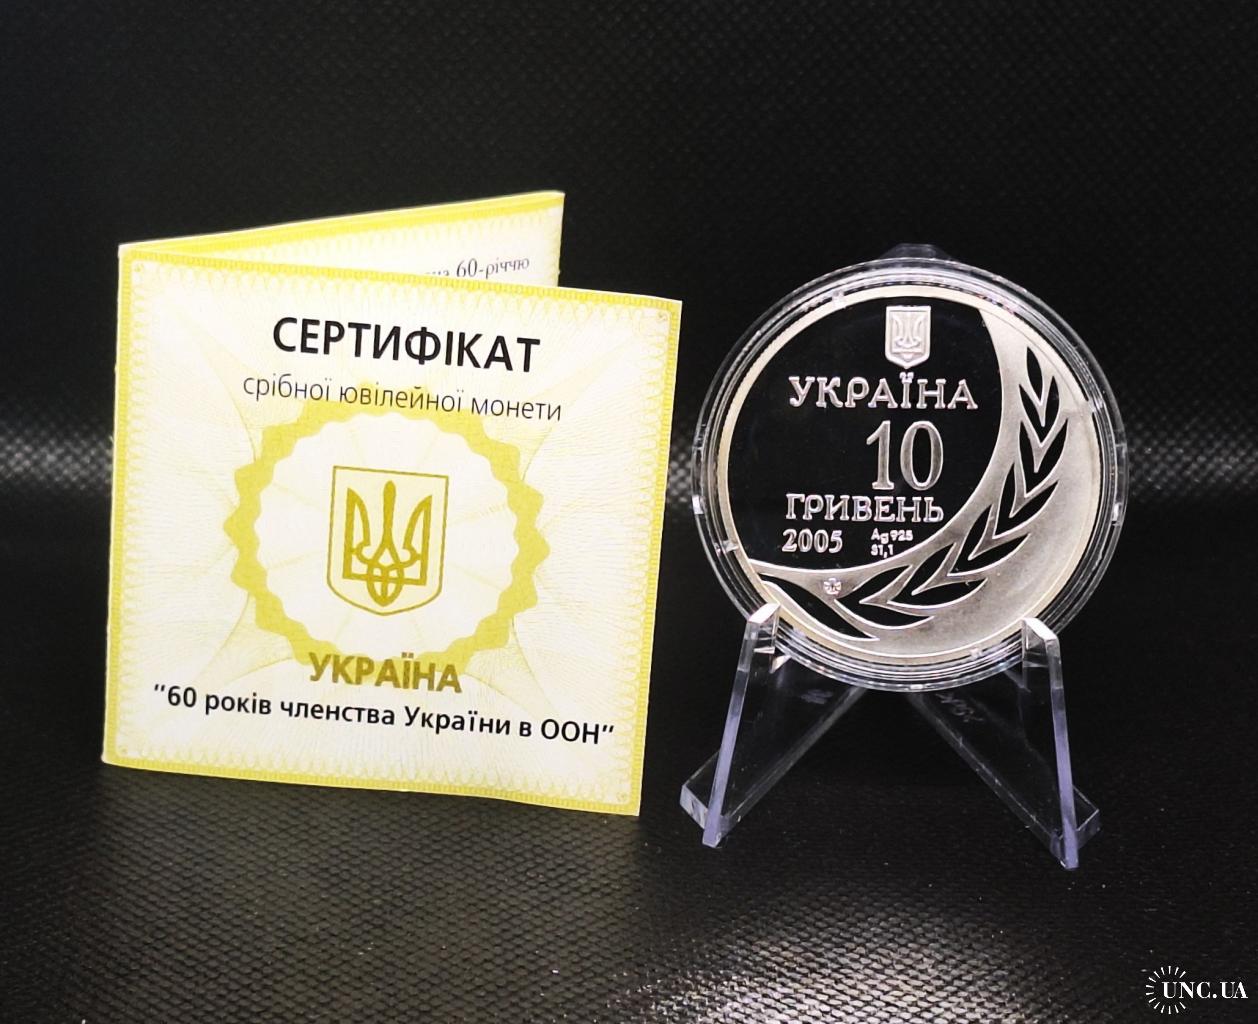 60-річчю
СЕРТИФІКАТ
срібної ювілейної монети
УКРАЇНА
"60 років членства України в ООН"
УКРАЇНА
10
ГРИВЕНЬ
2005 Ag 925
31,1
UNC.UA